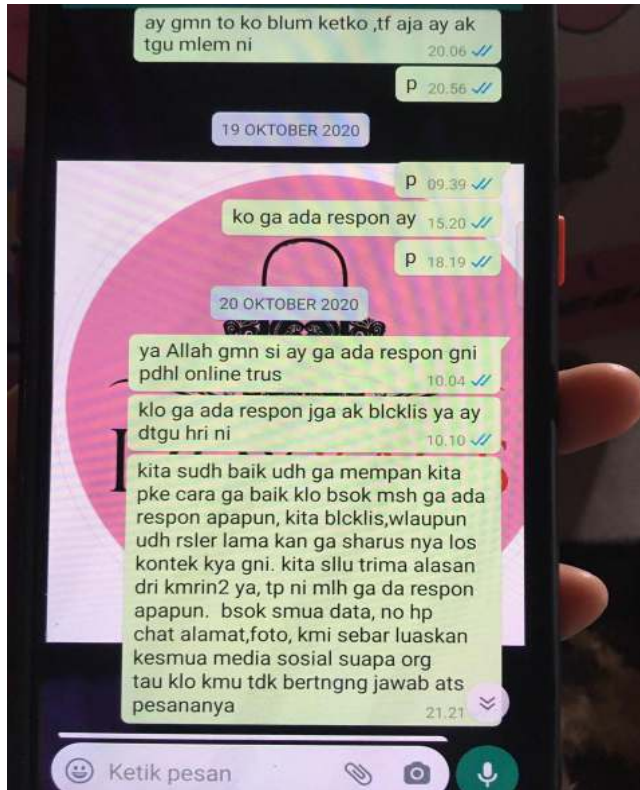 ay gmn to ko blum ketko ,tf aja ay ak
tgu mlem ni
20.06
p 20.56
19 OKTOBER 2020
p 09.39
ko ga ada respon ay 15.20
p 18.19
20 OKTOBER 2020
ya Allah gmn si ay ga ada respon gni
pdhl online trus
10.04
klo ga ada respon jga ak blcklis ya ay
dtgu hri ni
10.10
kita sudh baik udh ga mempan kita
pke cara ga baik klo bsok msh ga ada
respon apapun, kita blcklis,wlaupun
udh rsler lama kan ga sharus nya los
kontek kya gni. kita sllu trima alasan
dri kmrin2 ya, tp ni mlh ga da respon
apapun. bsok smua data, no hp
chat alamat,foto, kmi sebar luaskan
kesmua media sosial suapa org
tau klo kmu tdk bertngng jawab ats
pesananya
21.21
Ketik pesan